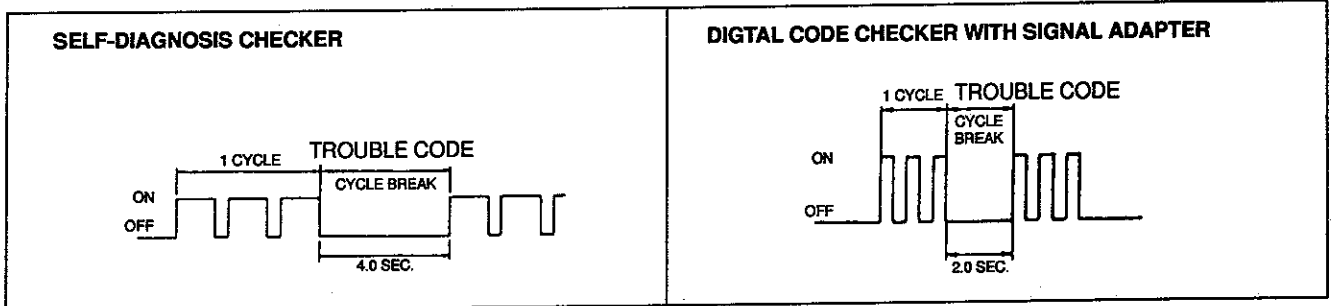 SELF-DIAGNOSIS CHECKER
1 CYCLE TROUBLE CODE
CYCLE BREAK
ON
OFF
4.0 SEC.
DIGTAL CODE CHECKER WITH SIGNAL ADAPTER
1 CYCLE TROUBLE CODE
CYCLE
BREAK
ON
OFF
2.0 SEC.